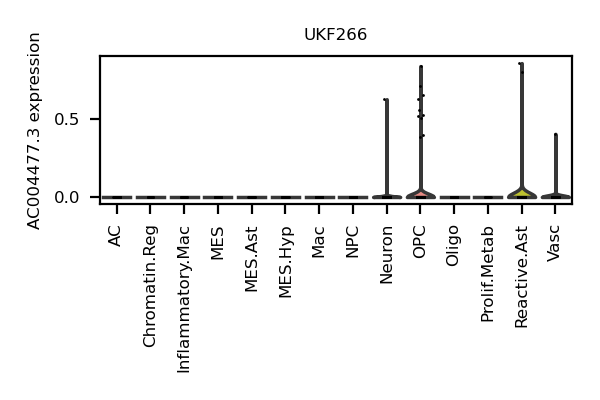 UKF266
AC004477.3 expression
0.5
0.0
AC
Chromatin.Reg
Inflammatory.Mac
MES
MES.Ast
MES.Hyp
Mac
NPC
Neuron
OPC
Oligo
Prolif.Metab
Reactive.Ast
Vasc